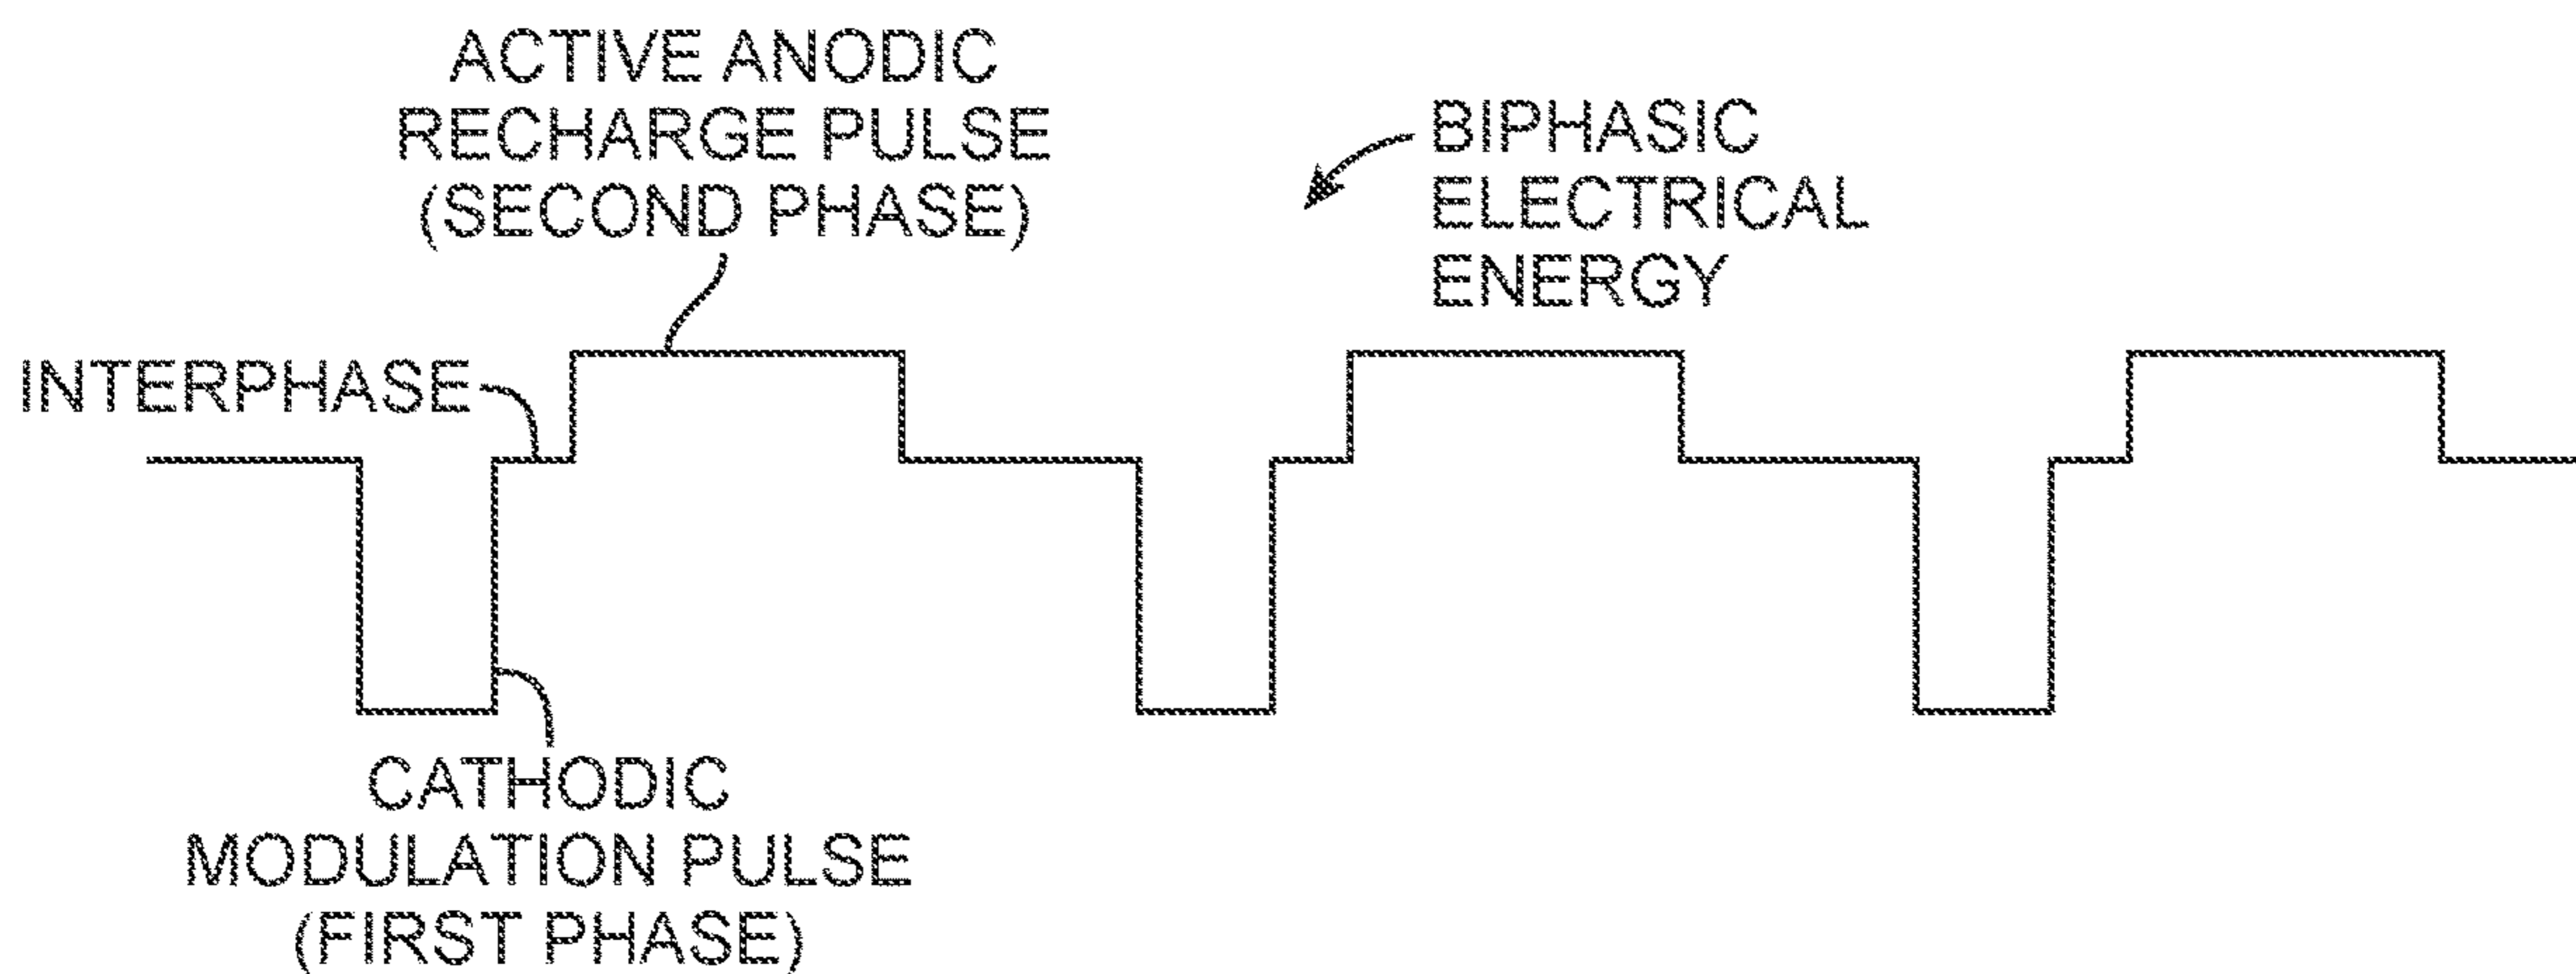 ACTIVE ANODIC
RECHARGE PULSE
(SECOND PHASE)
BIPHASIC
ELECTRICAL
ENERGY
INTERPHASE
CATHODIC
MODULATION PULSE
(FIRST PHASE)